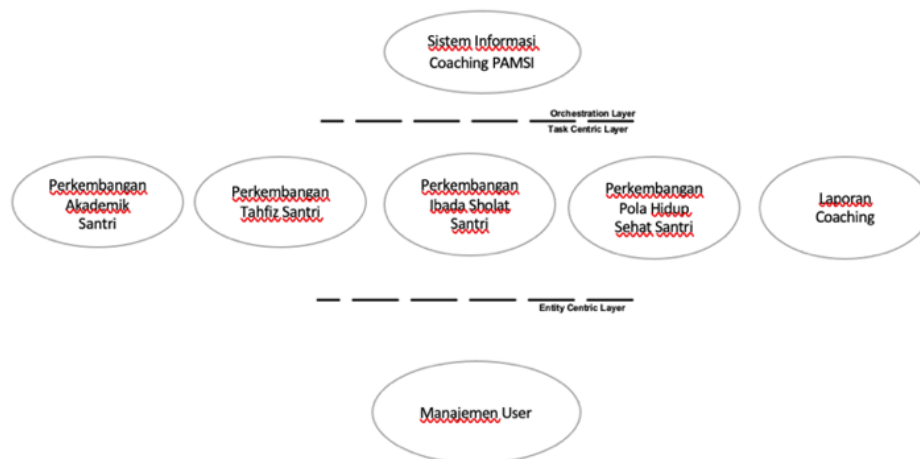 Sistem Informasi
Coaching PAMSI
Orchestration Layer
Task Centric Layer
Perkembangan
Akademik
Santri
Perkembangan
Tahfiz Santri
Perkembangan
Ibada Sholat
Santri
Perkembangan
Pola Hidup
Sehat Santri
Laporan
Coaching
Entity Centric Layer
Manajemen User